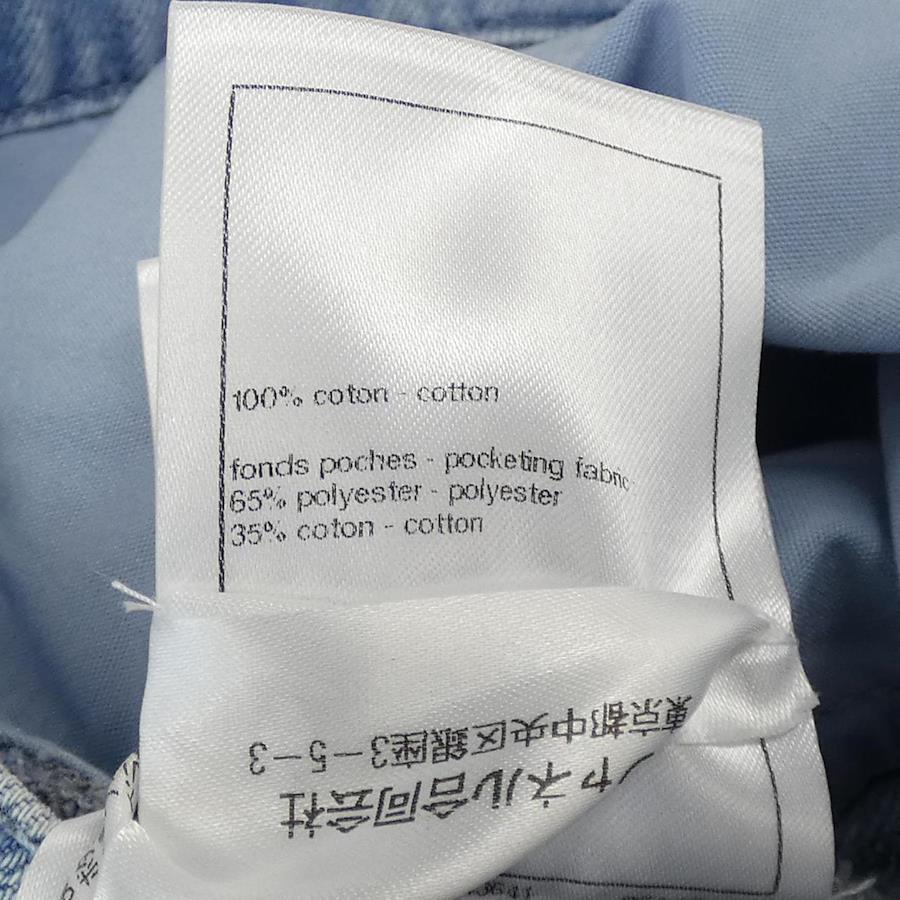 100% coton - cotton
fonds poches - pocketing fabric
65% polyester - polyester
35% coton - cotton
ャネル合同会社
東京都中央区銀座3-5-3